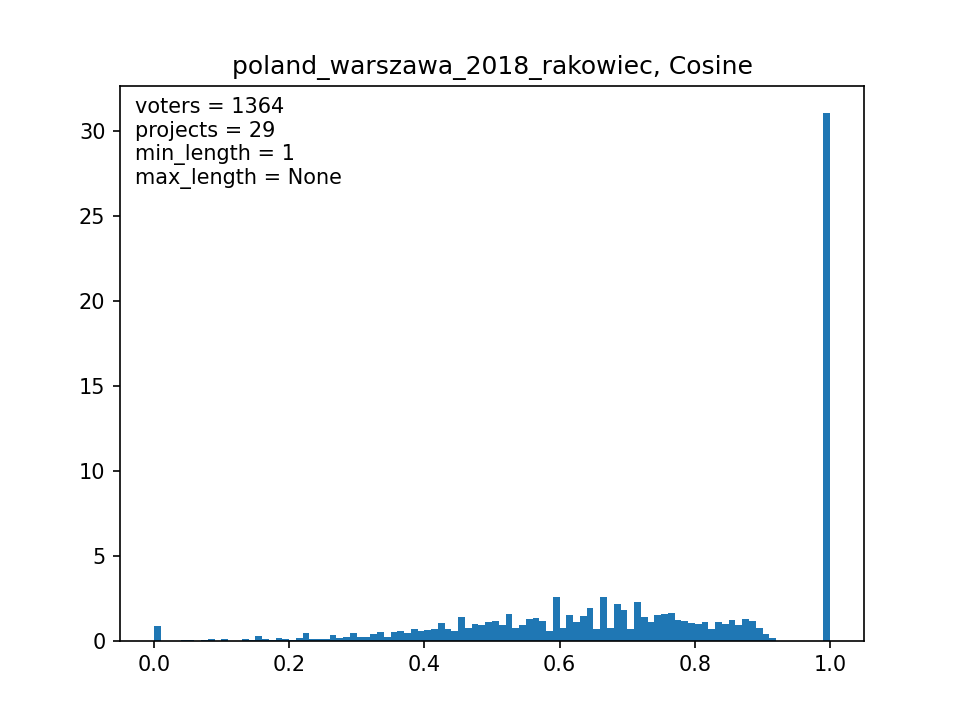 poland_warszawa_2018_rakowiec, Cosine
voters = 1364
projects = 29
min_length = 1
max_length = None
30
25
20
15
10
5
0
0.0 0.2 0.4 0.6 0.8 1.0